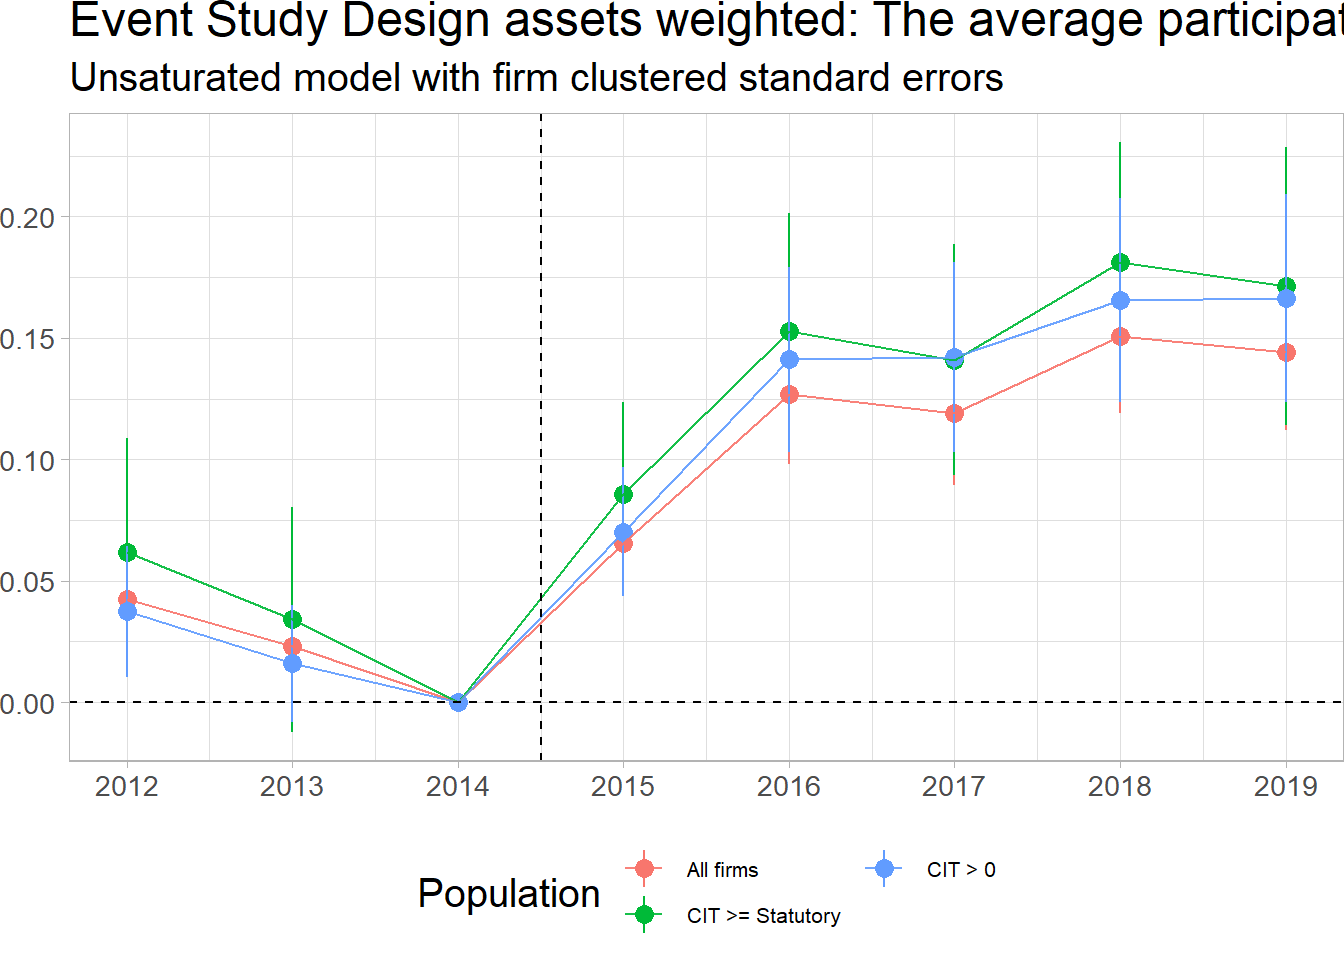 Event Study Design assets weighted: The average participat
Unsaturated model with firm clustered standard errors
0.20
0.15
0.10
0.05
0.00
2012 2013 2014 2015 2016 2017 2018 2019
Population
All firms
CIT > 0
CIT >= Statutory